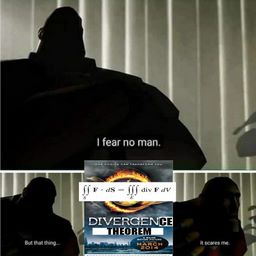 I fear no man.
∬ F · dS = ∭ div F dV
DIVERGENCE
THEOREM
MARCH
2014
But that thing...
It scares me.